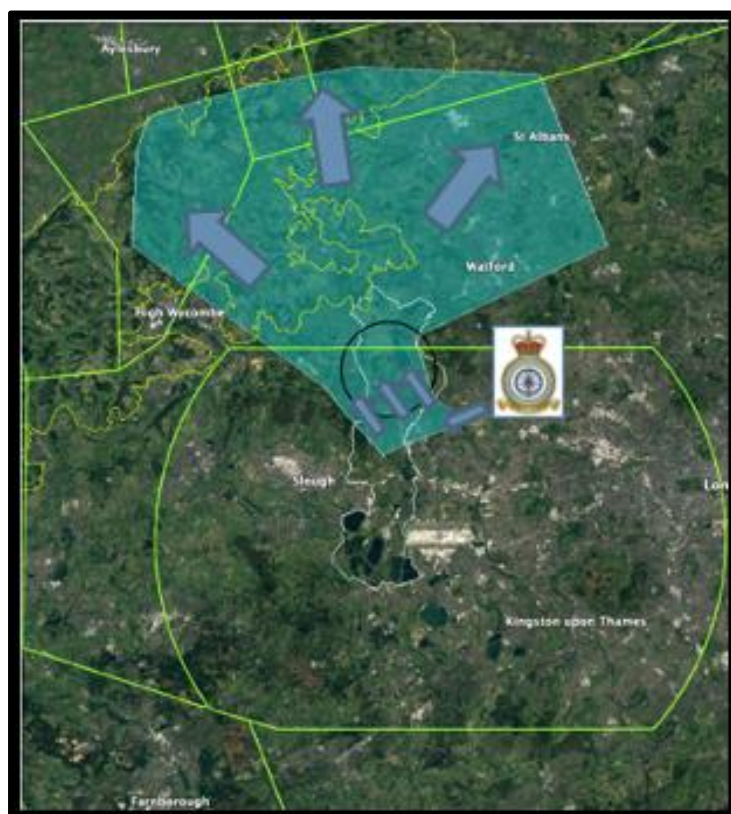 Aylesbury
St Albans
Watford
High Wycombe
Slough
Lon
Kingston upon Thames
Farnborough